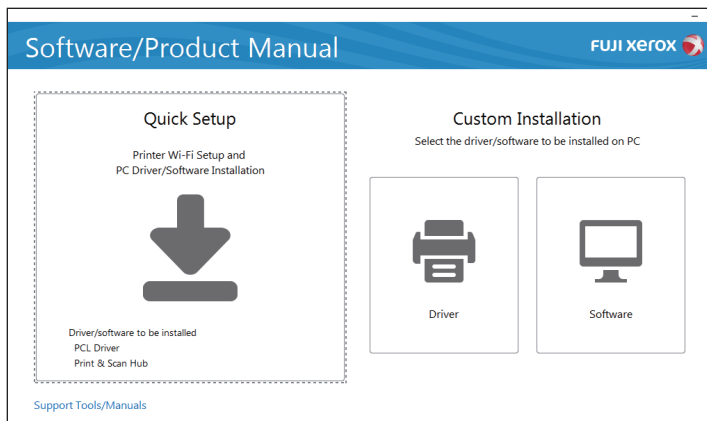 Software/Product Manual
FUJI xerox
Quick Setup
Printer Wi-Fi Setup and
PC Driver/Software Installation
Driver/software to be installed
PCL Driver
Print & Scan Hub
Custom Installation
Select the driver/software to be installed on PC
Driver
Software
Support Tools/Manuals